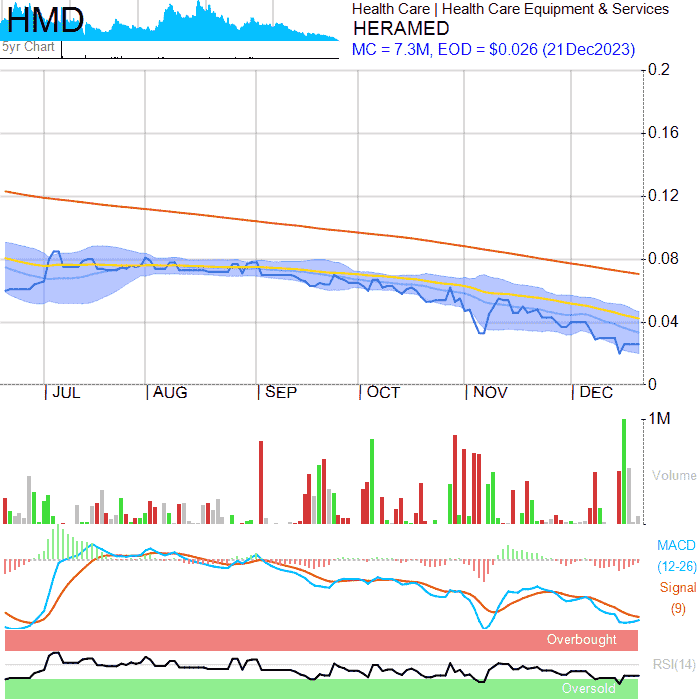 HMD
5yr Chart
Health Care | Health Care Equipment & Services
HERAMED
MC = 7.3M, EOD = $0.026 (21Dec2023)
0.2
0.16
0.12
0.08
0.04
0
JUL AUG SEP OCT NOV DEC
1M
Volume
MACD
(12-26)
Signal
(9)
Overbought
RSI(14)
Oversold